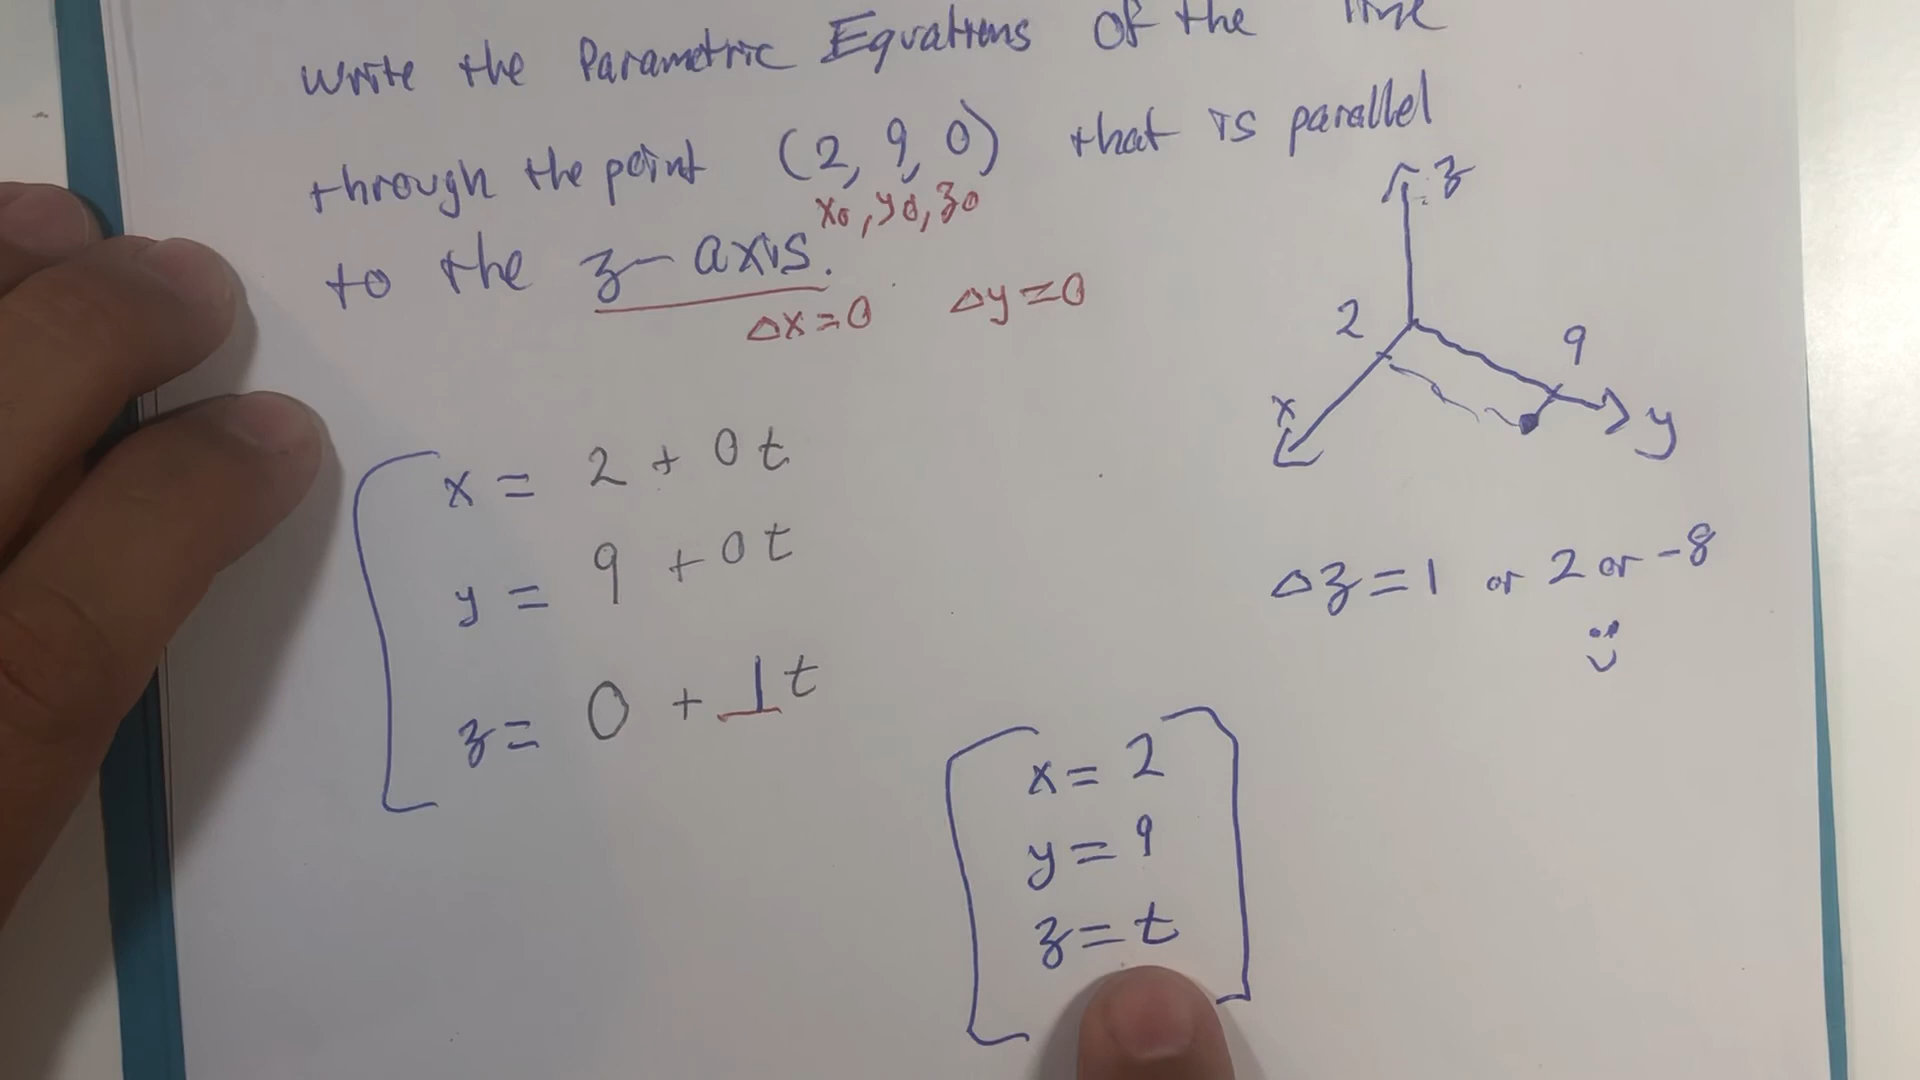 Write the Parametric Equations of the line
through the point (2, 9, 0) that is parallel
x0, y0, z0
to the z-axis.
Δx=0 Δy=0
z
2
9
x
y
x = 2 + 0t
y = 9 + 0t
z = 0 + 1t
Δz=1 or 2 or -8
x= 2
y= 9
z= t